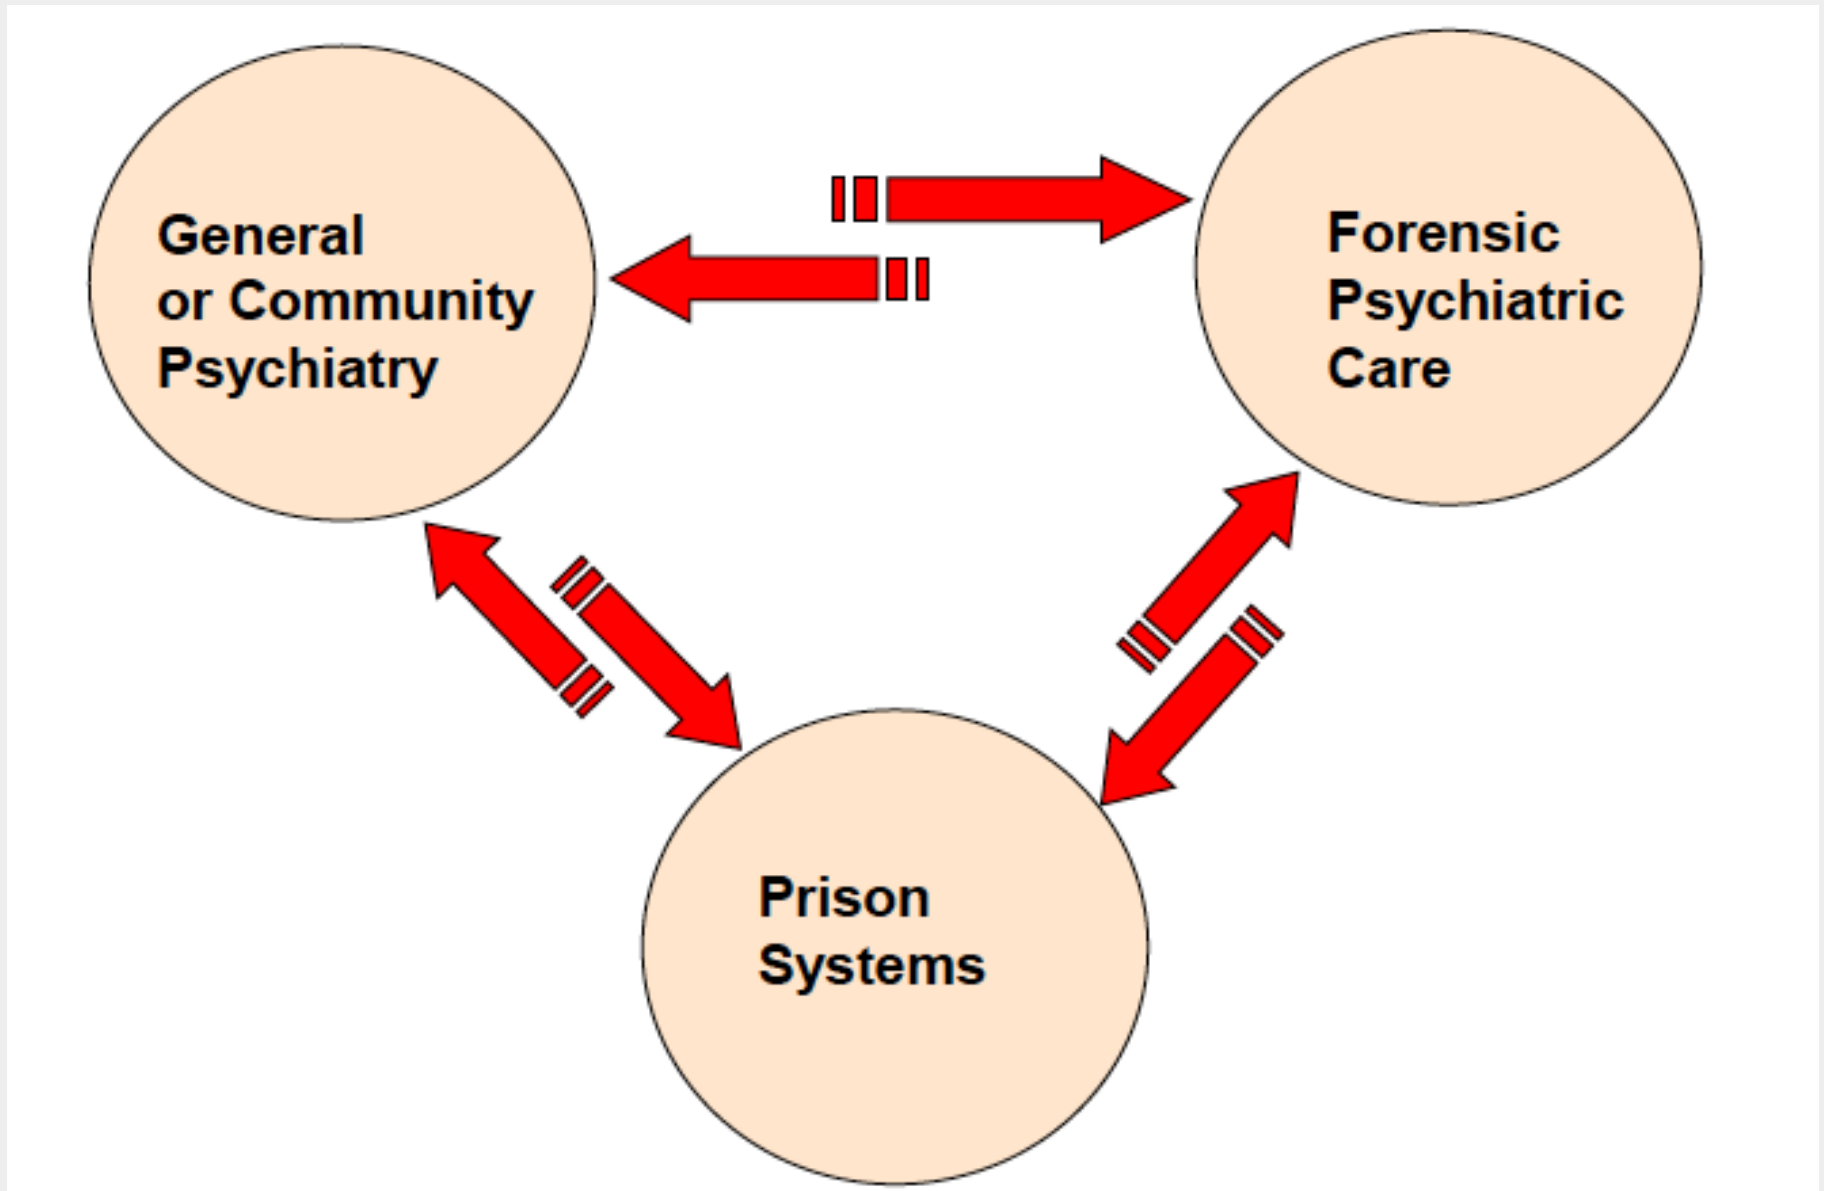 General
or Community
Psychiatry
Forensic
Psychiatric
Care
Prison
Systems